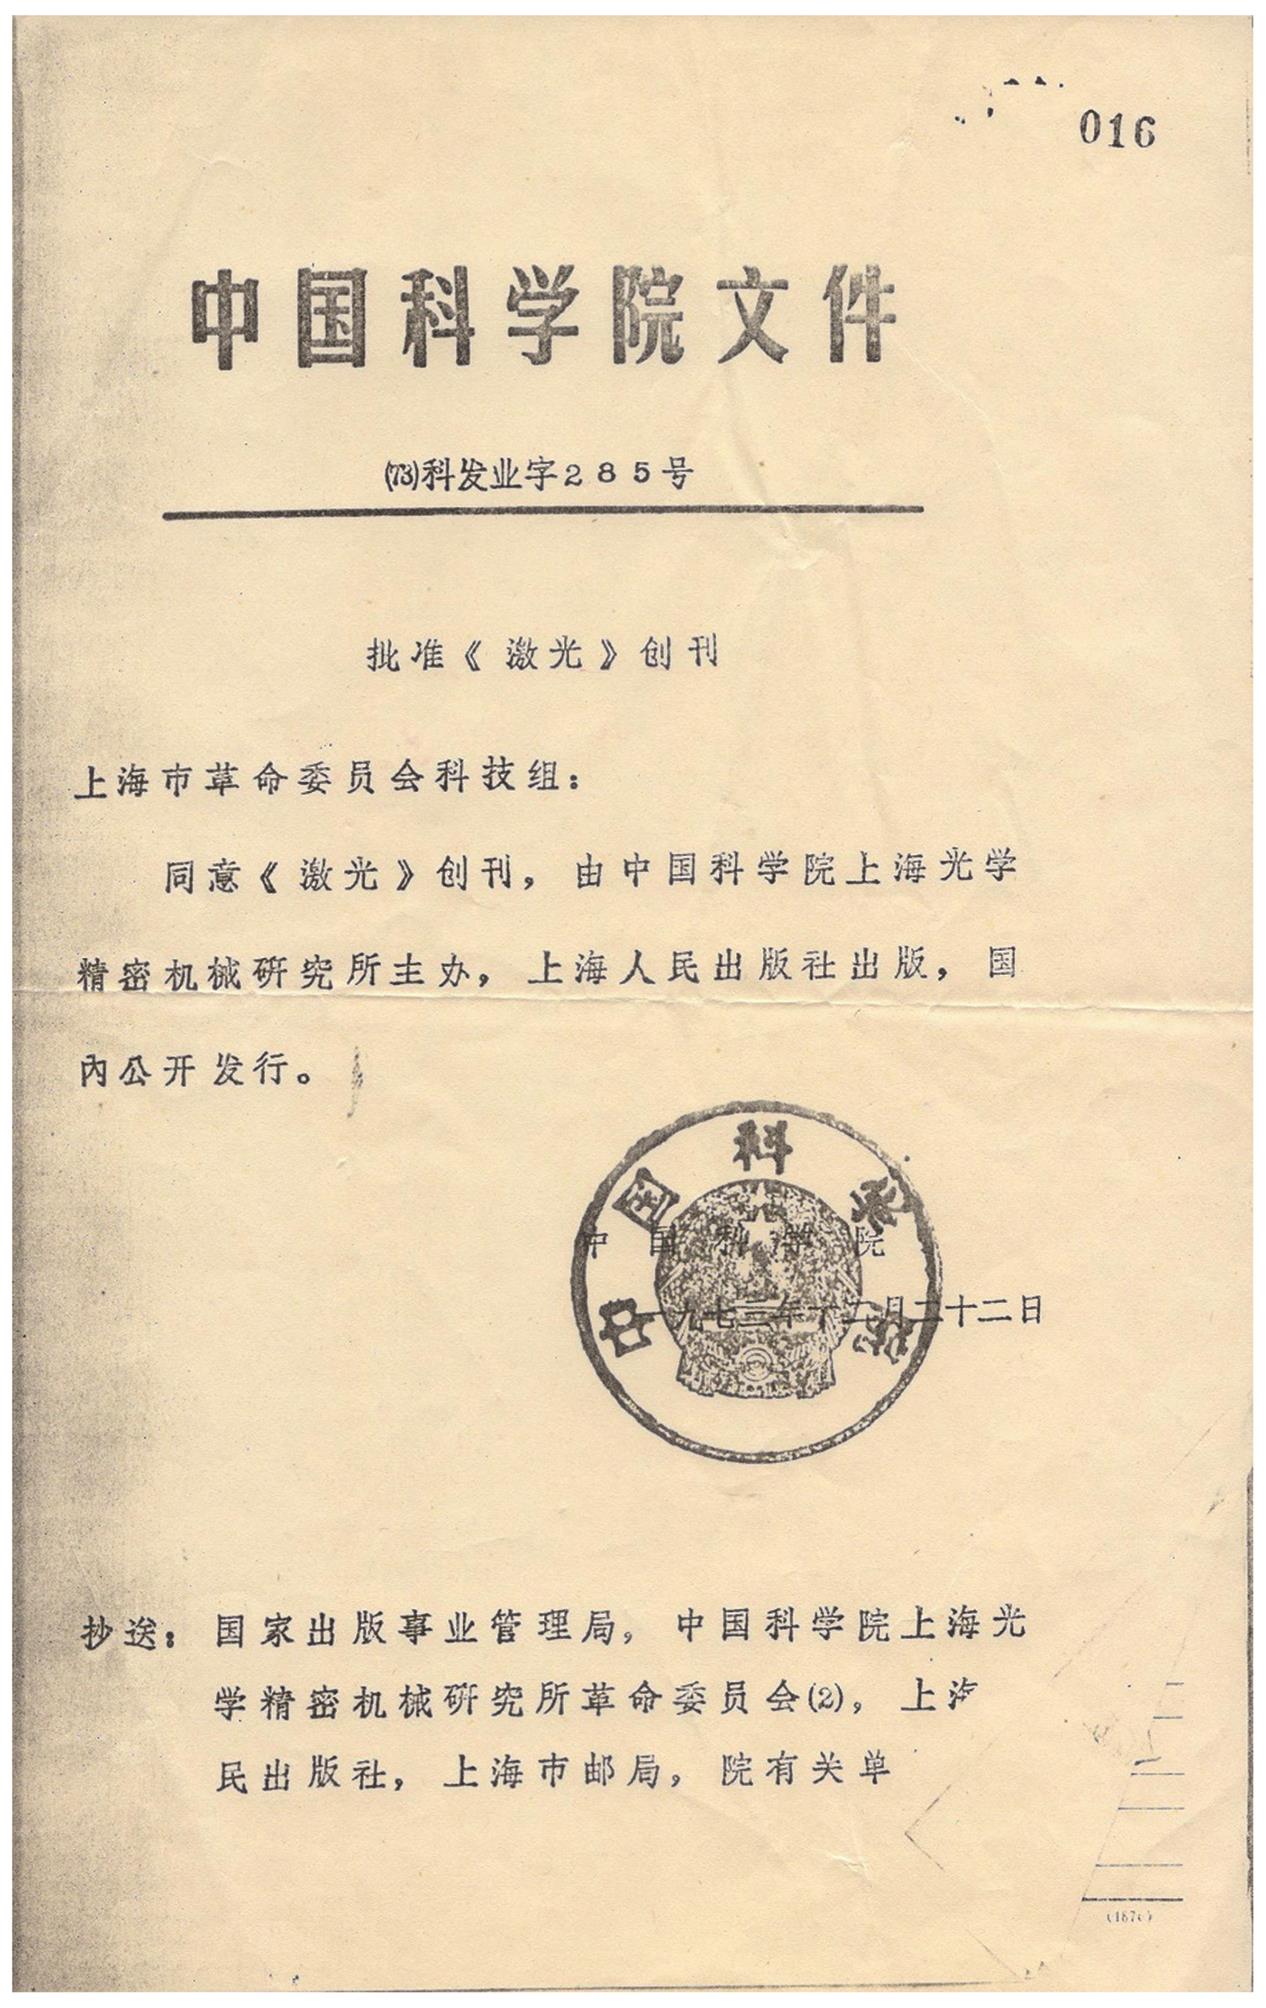 016
中国科学院文件
(73)科发业字285号
批准《激光》创刊
上海市革命委员会科技组：
同意《激光》创刊，由中国科学院上海光学
精密机械研究所主办，上海人民出版社出版，国
内公开发行。
中国科学院
中国科学院
一九七三年十二月二十二日
抄送：国家出版事业管理局，中国科学院上海光
学精密机械研究所革命委员会(2)，上海
民出版社，上海市邮局，院有关单